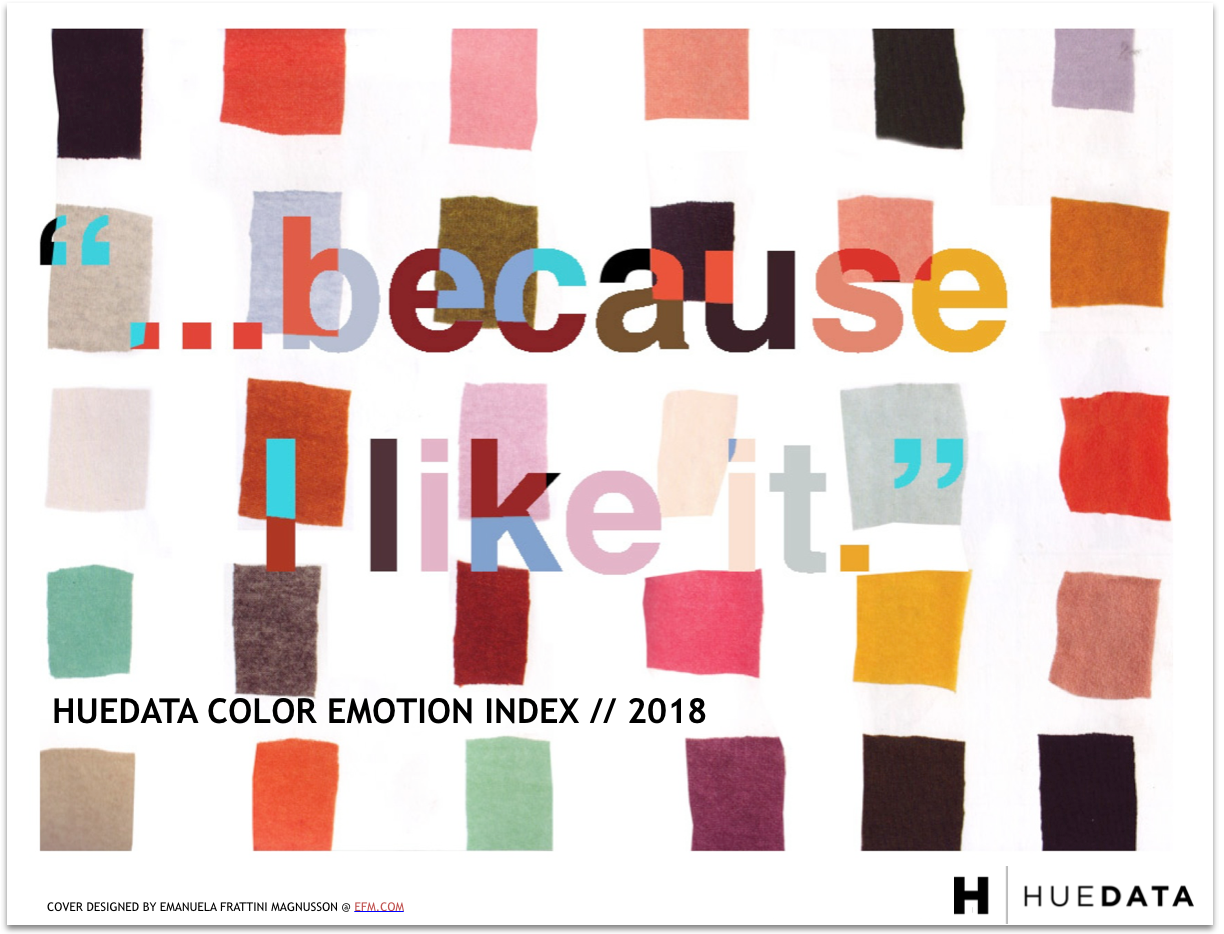 “...because
I like it.”
HUEDATA COLOR EMOTION INDEX // 2018
COVER DESIGNED BY EMANUELA FRATTINI MAGNUSSON @ EFM.COM
H HUEDATA